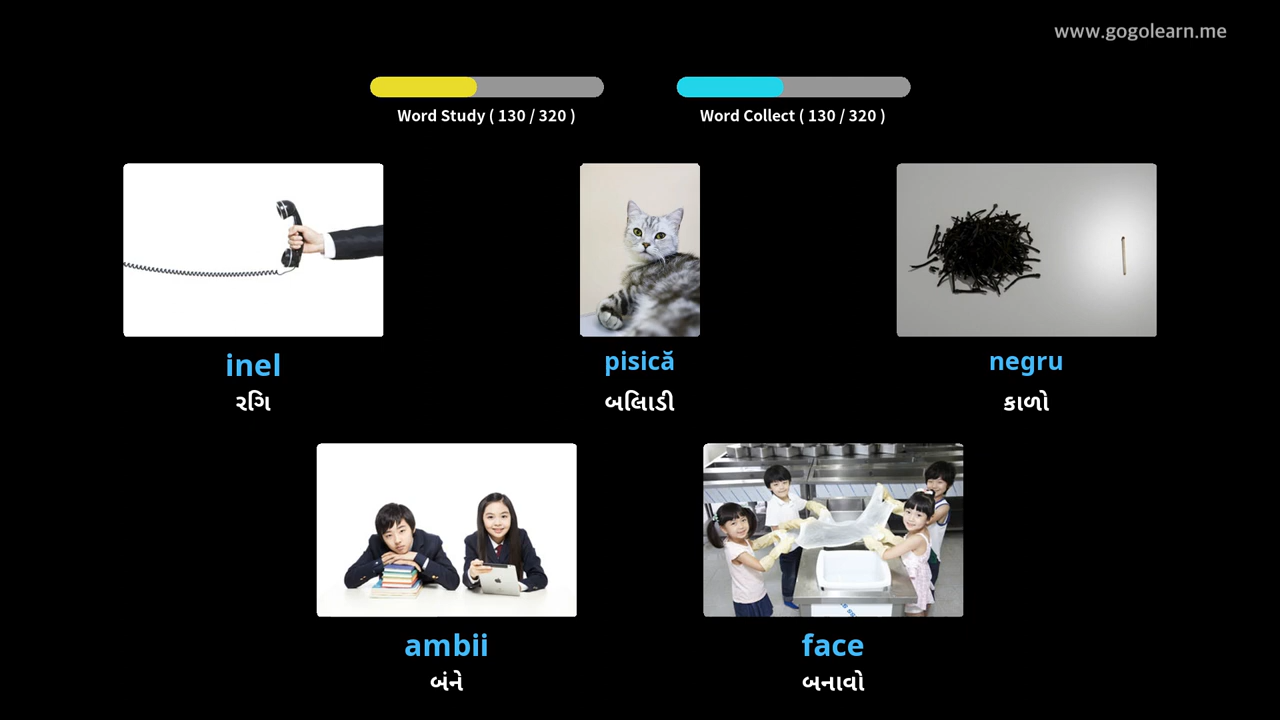 www.gogolearn.me
Word Study ( 130 / 320 )
Word Collect ( 130 / 320 )
inel
રિંગ
pisică
બિલાડી
negru
કાળો
ambii
બંને
face
બનાવો